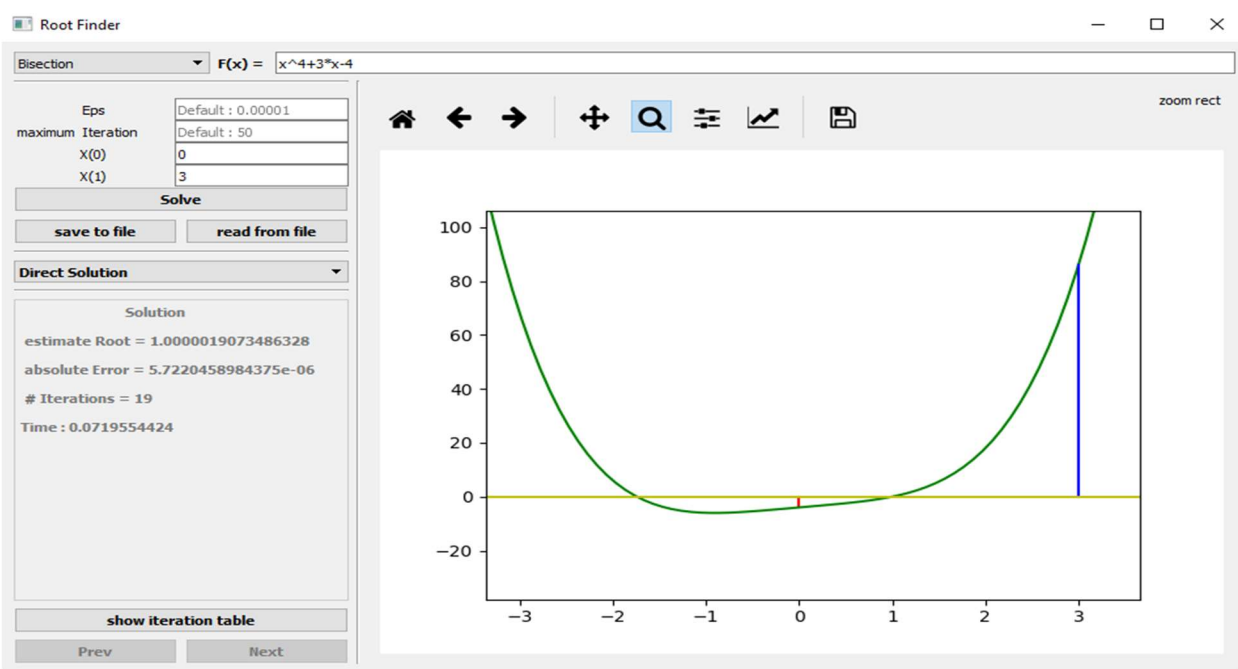 Root Finder
Bisection F(x) = x^4+3*x-4
Eps Default : 0.00001
maximum Iteration Default : 50
X(0) 0
X(1) 3
Solve
save to file read from file
Direct Solution
Solution
estimate Root = 1.0000019073486328
absolute Error = 5.7220458984375e-06
# Iterations = 19
Time : 0.0719554424
show iteration table
Prev Next
zoom rect
100
80
60
40
20
0
−20
−3 −2 −1 0 1 2 3